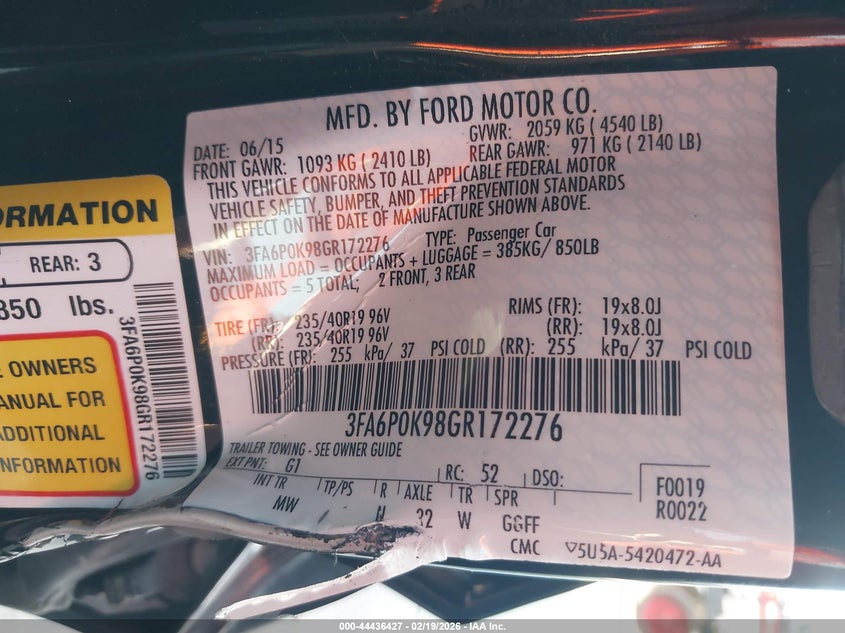 MFD. BY FORD MOTOR CO.
DATE: 06/15 GVWR: 2059 KG ( 4540 LB)
FRONT GAWR: 1093 KG ( 2410 LB) REAR GAWR: 971 KG ( 2140 LB)
THIS VEHICLE CONFORMS TO ALL APPLICABLE FEDERAL MOTOR
VEHICLE SAFETY, BUMPER, AND THEFT PREVENTION STANDARDS
IN EFFECT ON THE DATE OF MANUFACTURE SHOWN ABOVE.
VIN: 3FA6P0K98GR172276 TYPE: Passenger Car
MAXIMUM LOAD = OCCUPANTS + LUGGAGE = 385KG/ 850LB
OCCUPANTS = 5 TOTAL; 2 FRONT, 3 REAR
TIRE (FR): 235/40R19 96V RIMS (FR): 19x8.0J
(RR): 235/40R19 96V (RR): 19x8.0J
PRESSURE (FR): 255 kPa/ 37 PSI COLD (RR): 255 kPa/ 37 PSI COLD
3FA6P0K98GR172276
TRAILER TOWING - SEE OWNER GUIDE
EXT PNT: G1 RC: 52 DSO:
INT TR TP/PS R AXLE TR SPR F0019
MW 32 W GGFF R0022
CMC ▽5U5A-5420472-AA
ORMATION
REAR: 3
850 lbs.
OWNERS
MANUAL FOR
ADDITIONAL
INFORMATION
3FA6P0K98GR172276
000-44436427 - 02/19/2026 - IAA Inc.